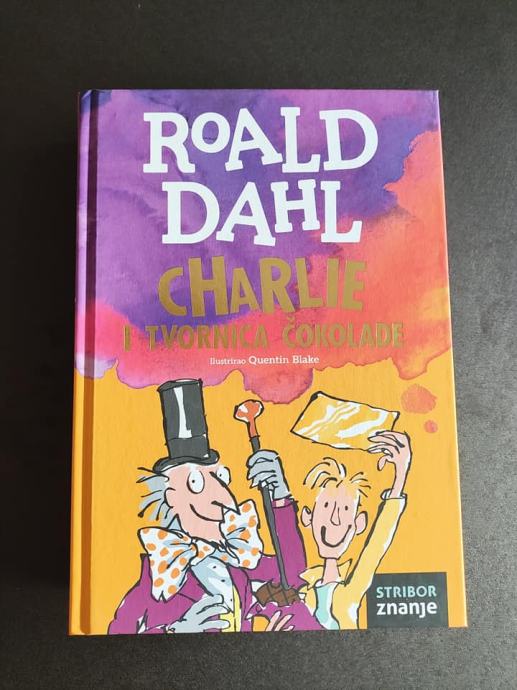 ROALD
DAHL
CHARLIE
I TVORNICA ČOKOLADE
Ilustrirao Quentin Blake
STRIBOR
znanje